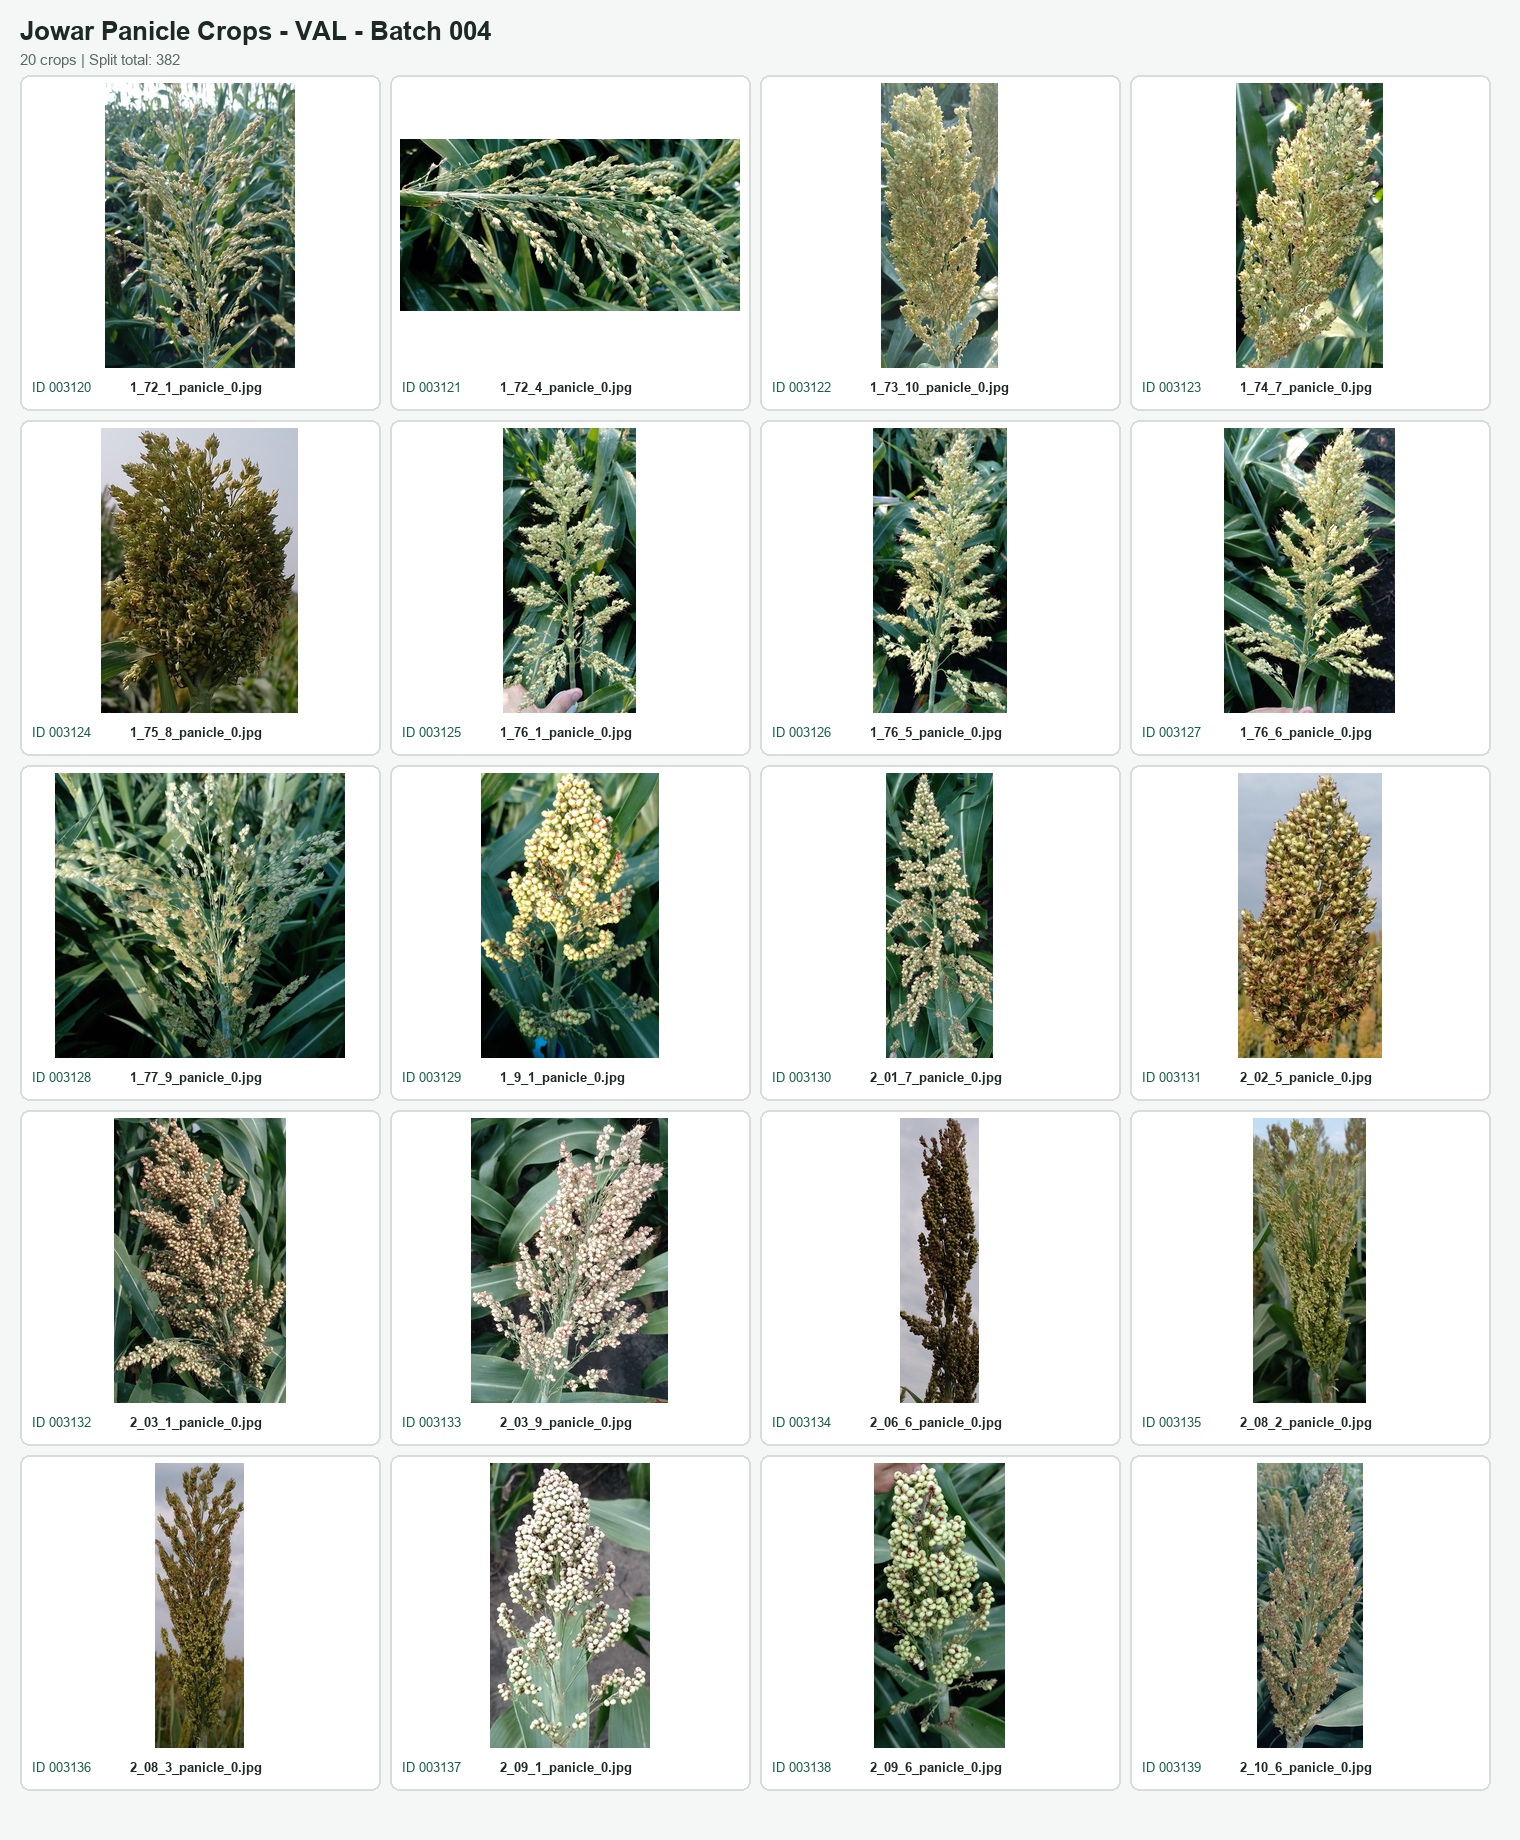 Jowar Panicle Crops - VAL - Batch 004
20 crops | Split total: 382
ID 003120 1_72_1_panicle_0.jpg
ID 003121 1_72_4_panicle_0.jpg
ID 003122 1_73_10_panicle_0.jpg
ID 003123 1_74_7_panicle_0.jpg
ID 003124 1_75_8_panicle_0.jpg
ID 003125 1_76_1_panicle_0.jpg
ID 003126 1_76_5_panicle_0.jpg
ID 003127 1_76_6_panicle_0.jpg
ID 003128 1_77_9_panicle_0.jpg
ID 003129 1_9_1_panicle_0.jpg
ID 003130 2_01_7_panicle_0.jpg
ID 003131 2_02_5_panicle_0.jpg
ID 003132 2_03_1_panicle_0.jpg
ID 003133 2_03_9_panicle_0.jpg
ID 003134 2_06_6_panicle_0.jpg
ID 003135 2_08_2_panicle_0.jpg
ID 003136 2_08_3_panicle_0.jpg
ID 003137 2_09_1_panicle_0.jpg
ID 003138 2_09_6_panicle_0.jpg
ID 003139 2_10_6_panicle_0.jpg